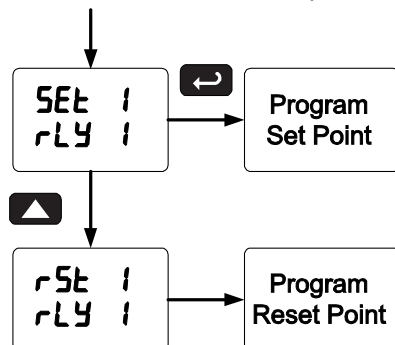 SEt 1
rLY 1
Program
Set Point
rSt 1
rLY 1
Program
Reset Point